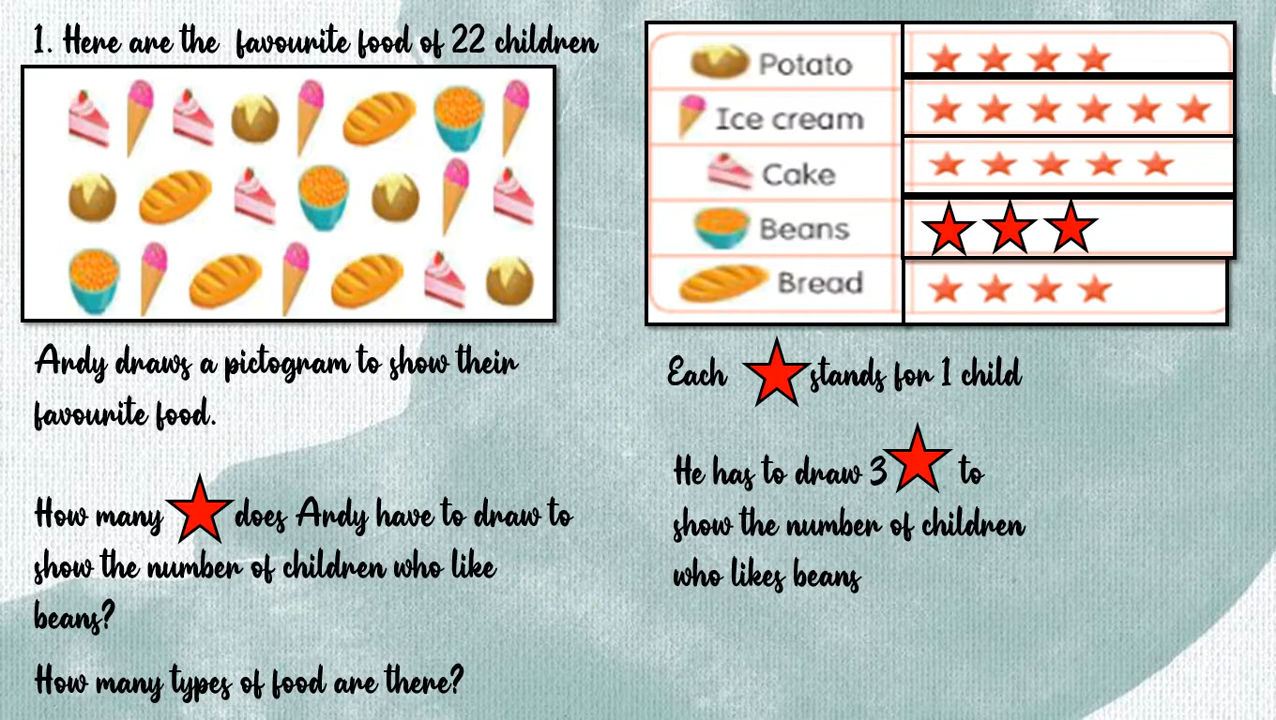 1. Here are the favourite food of 22 children
Andy draws a pictogram to show their
favourite food.
How many does Andy have to draw to
show the number of children who like
beans?
How many types of food are there?
Potato
Ice cream
Cake
Beans
Bread
Each stands for 1 child
He has to draw 3 to
show the number of children
who likes beans